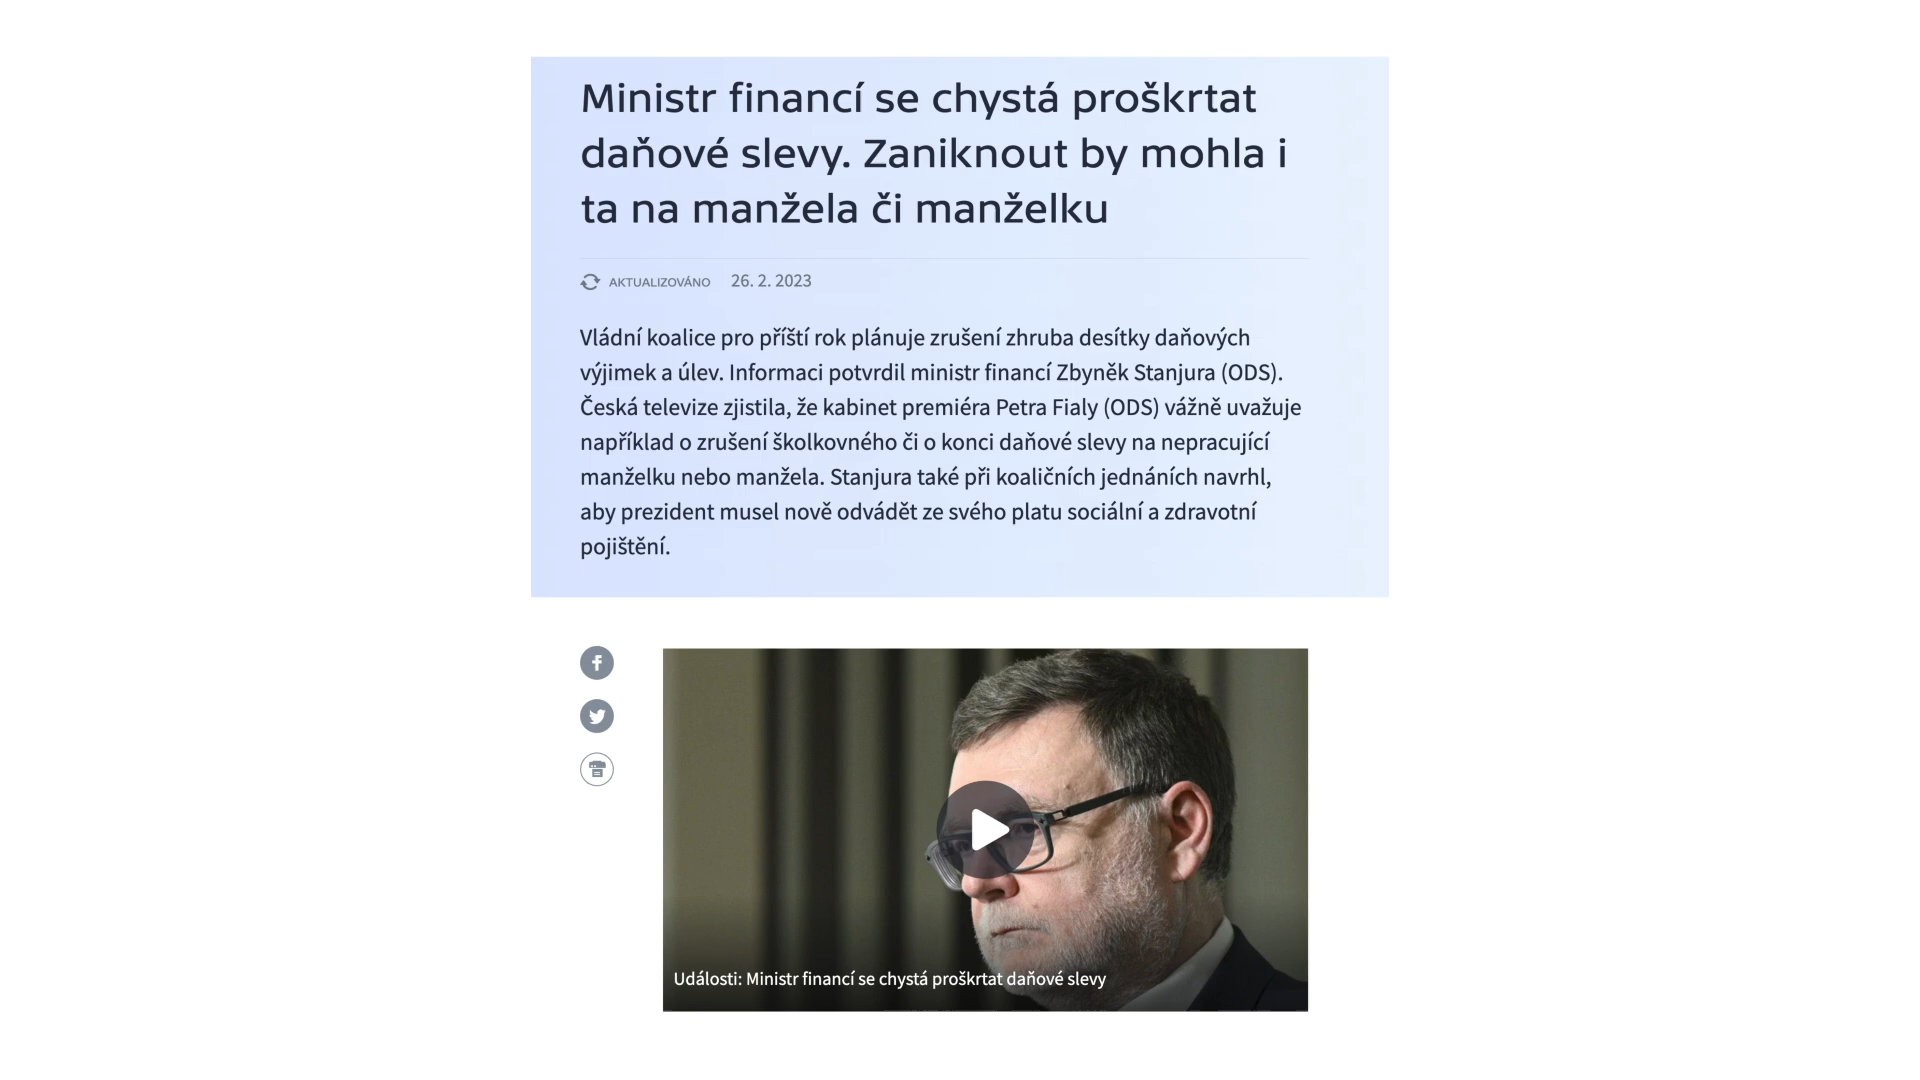 Ministr financí se chystá proškrtat
daňové slevy. Zaniknout by mohla i
ta na manžela či manželku
AKTUALIZOVÁNO 26. 2. 2023
Vládní koalice pro příští rok plánuje zrušení zhruba desítky daňových
výjimek a úlev. Informaci potvrdil ministr financí Zbyněk Stanjura (ODS).
Česká televize zjistila, že kabinet premiéra Petra Fialy (ODS) vážně uvažuje
například o zrušení školkovného či o konci daňové slevy na nepracující
manželku nebo manžela. Stanjura také při koaličních jednáních navrhl,
aby prezident musel nově odvádět ze svého platu sociální a zdravotní
pojištění.
Události: Ministr financí se chystá proškrtat daňové slevy